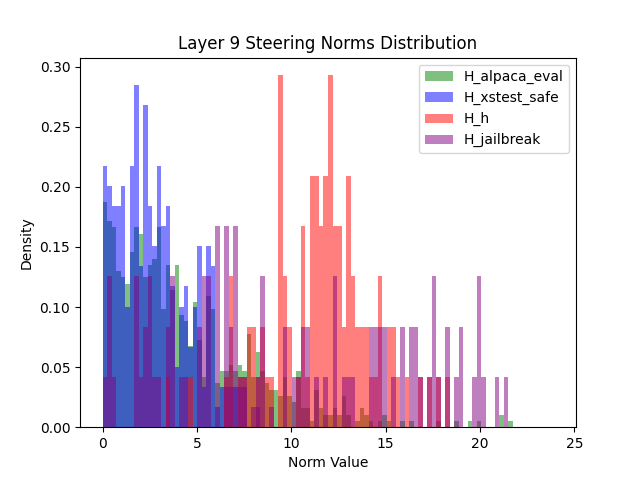 Layer 9 Steering Norms Distribution
H_alpaca_eval
H_xstest_safe
H_h
H_jailbreak
0.30
0.25
0.20
0.15
0.10
0.05
0.00
Density
0 5 10 15 20 25
Norm Value